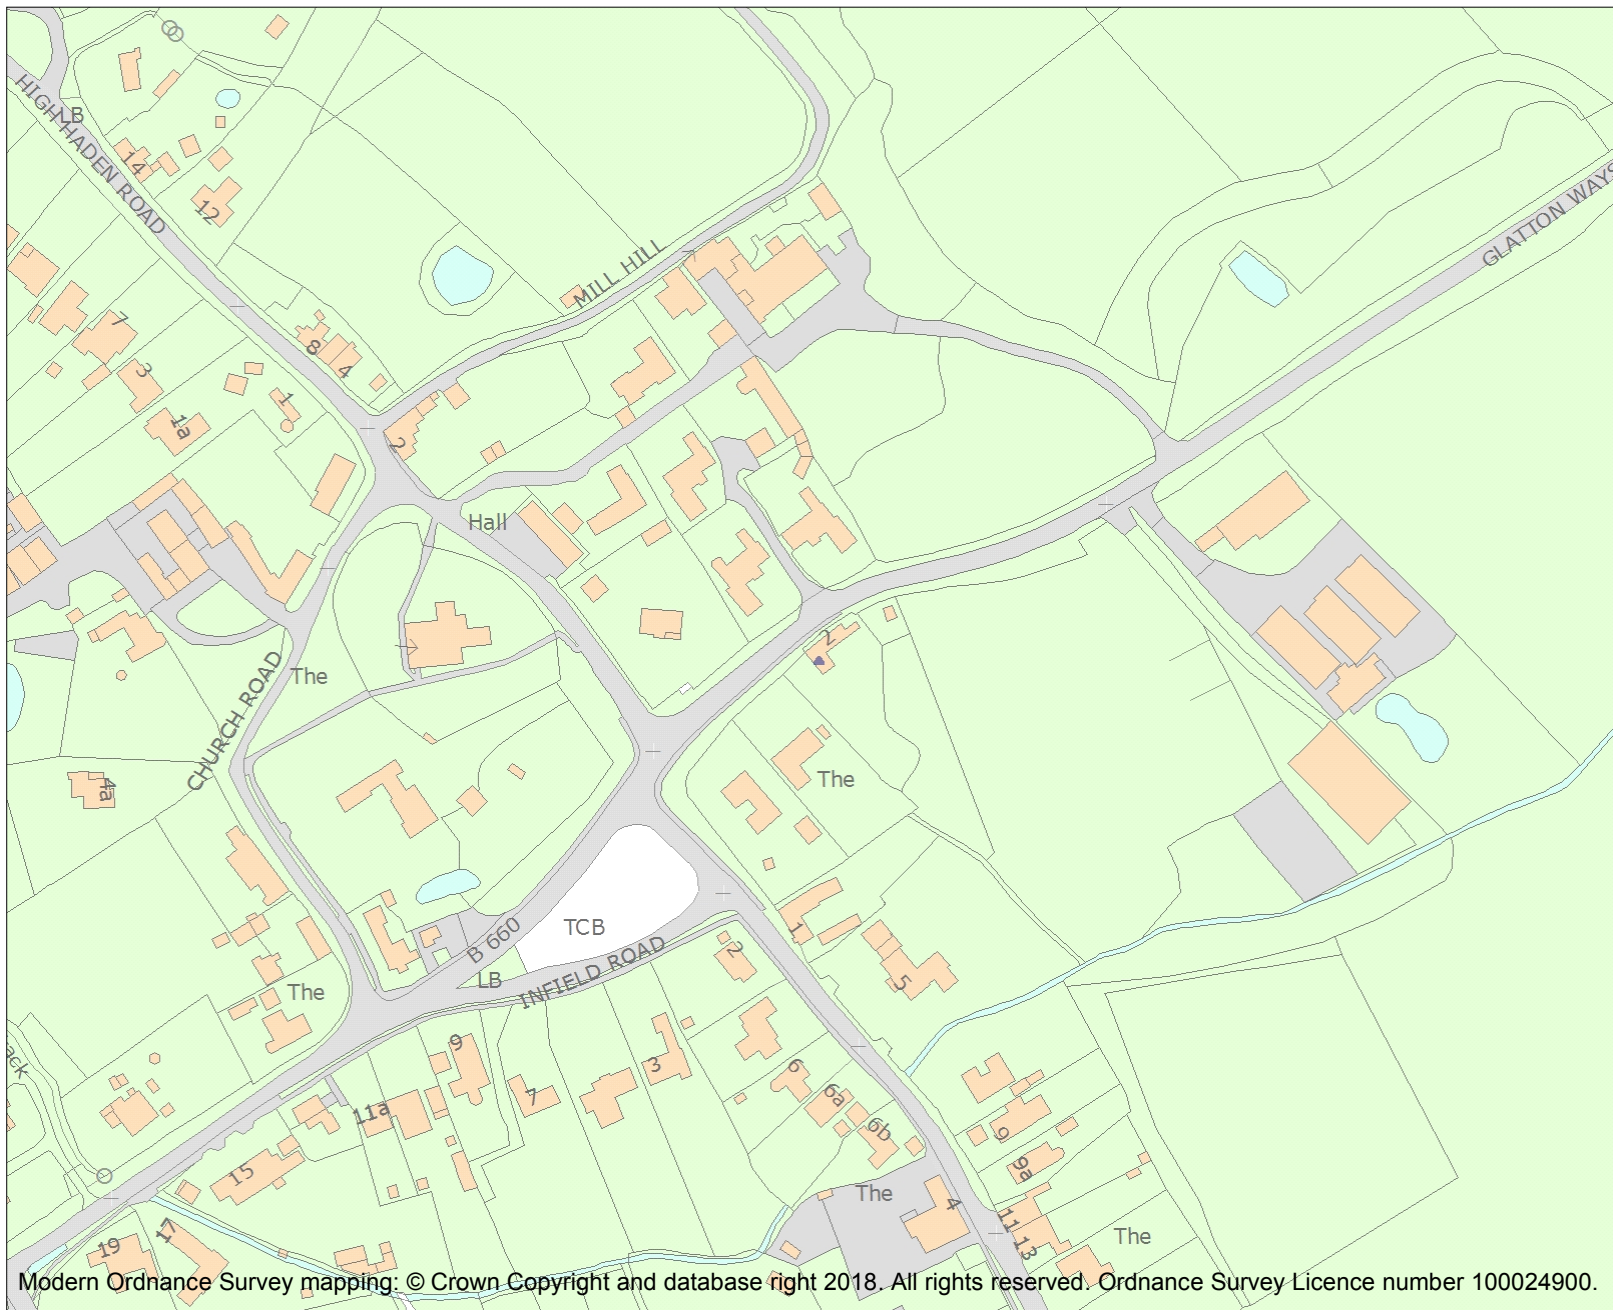 HIGH HADEN ROAD
LB
14
12
MILL HILL
GLATTON WAYS
7
8
4
3
1
1a
2
Hall
The
2
CHURCH ROAD
4a
The
TCB
B 660
LB
INFIELD ROAD
2
1
5
The
9
3
7
6
6a
6b
11a
9
9a
15
The
4
11
13
The
17
19
Modern Ordnance Survey mapping: © Crown Copyright and database right 2018. All rights reserved. Ordnance Survey Licence number 100024900.